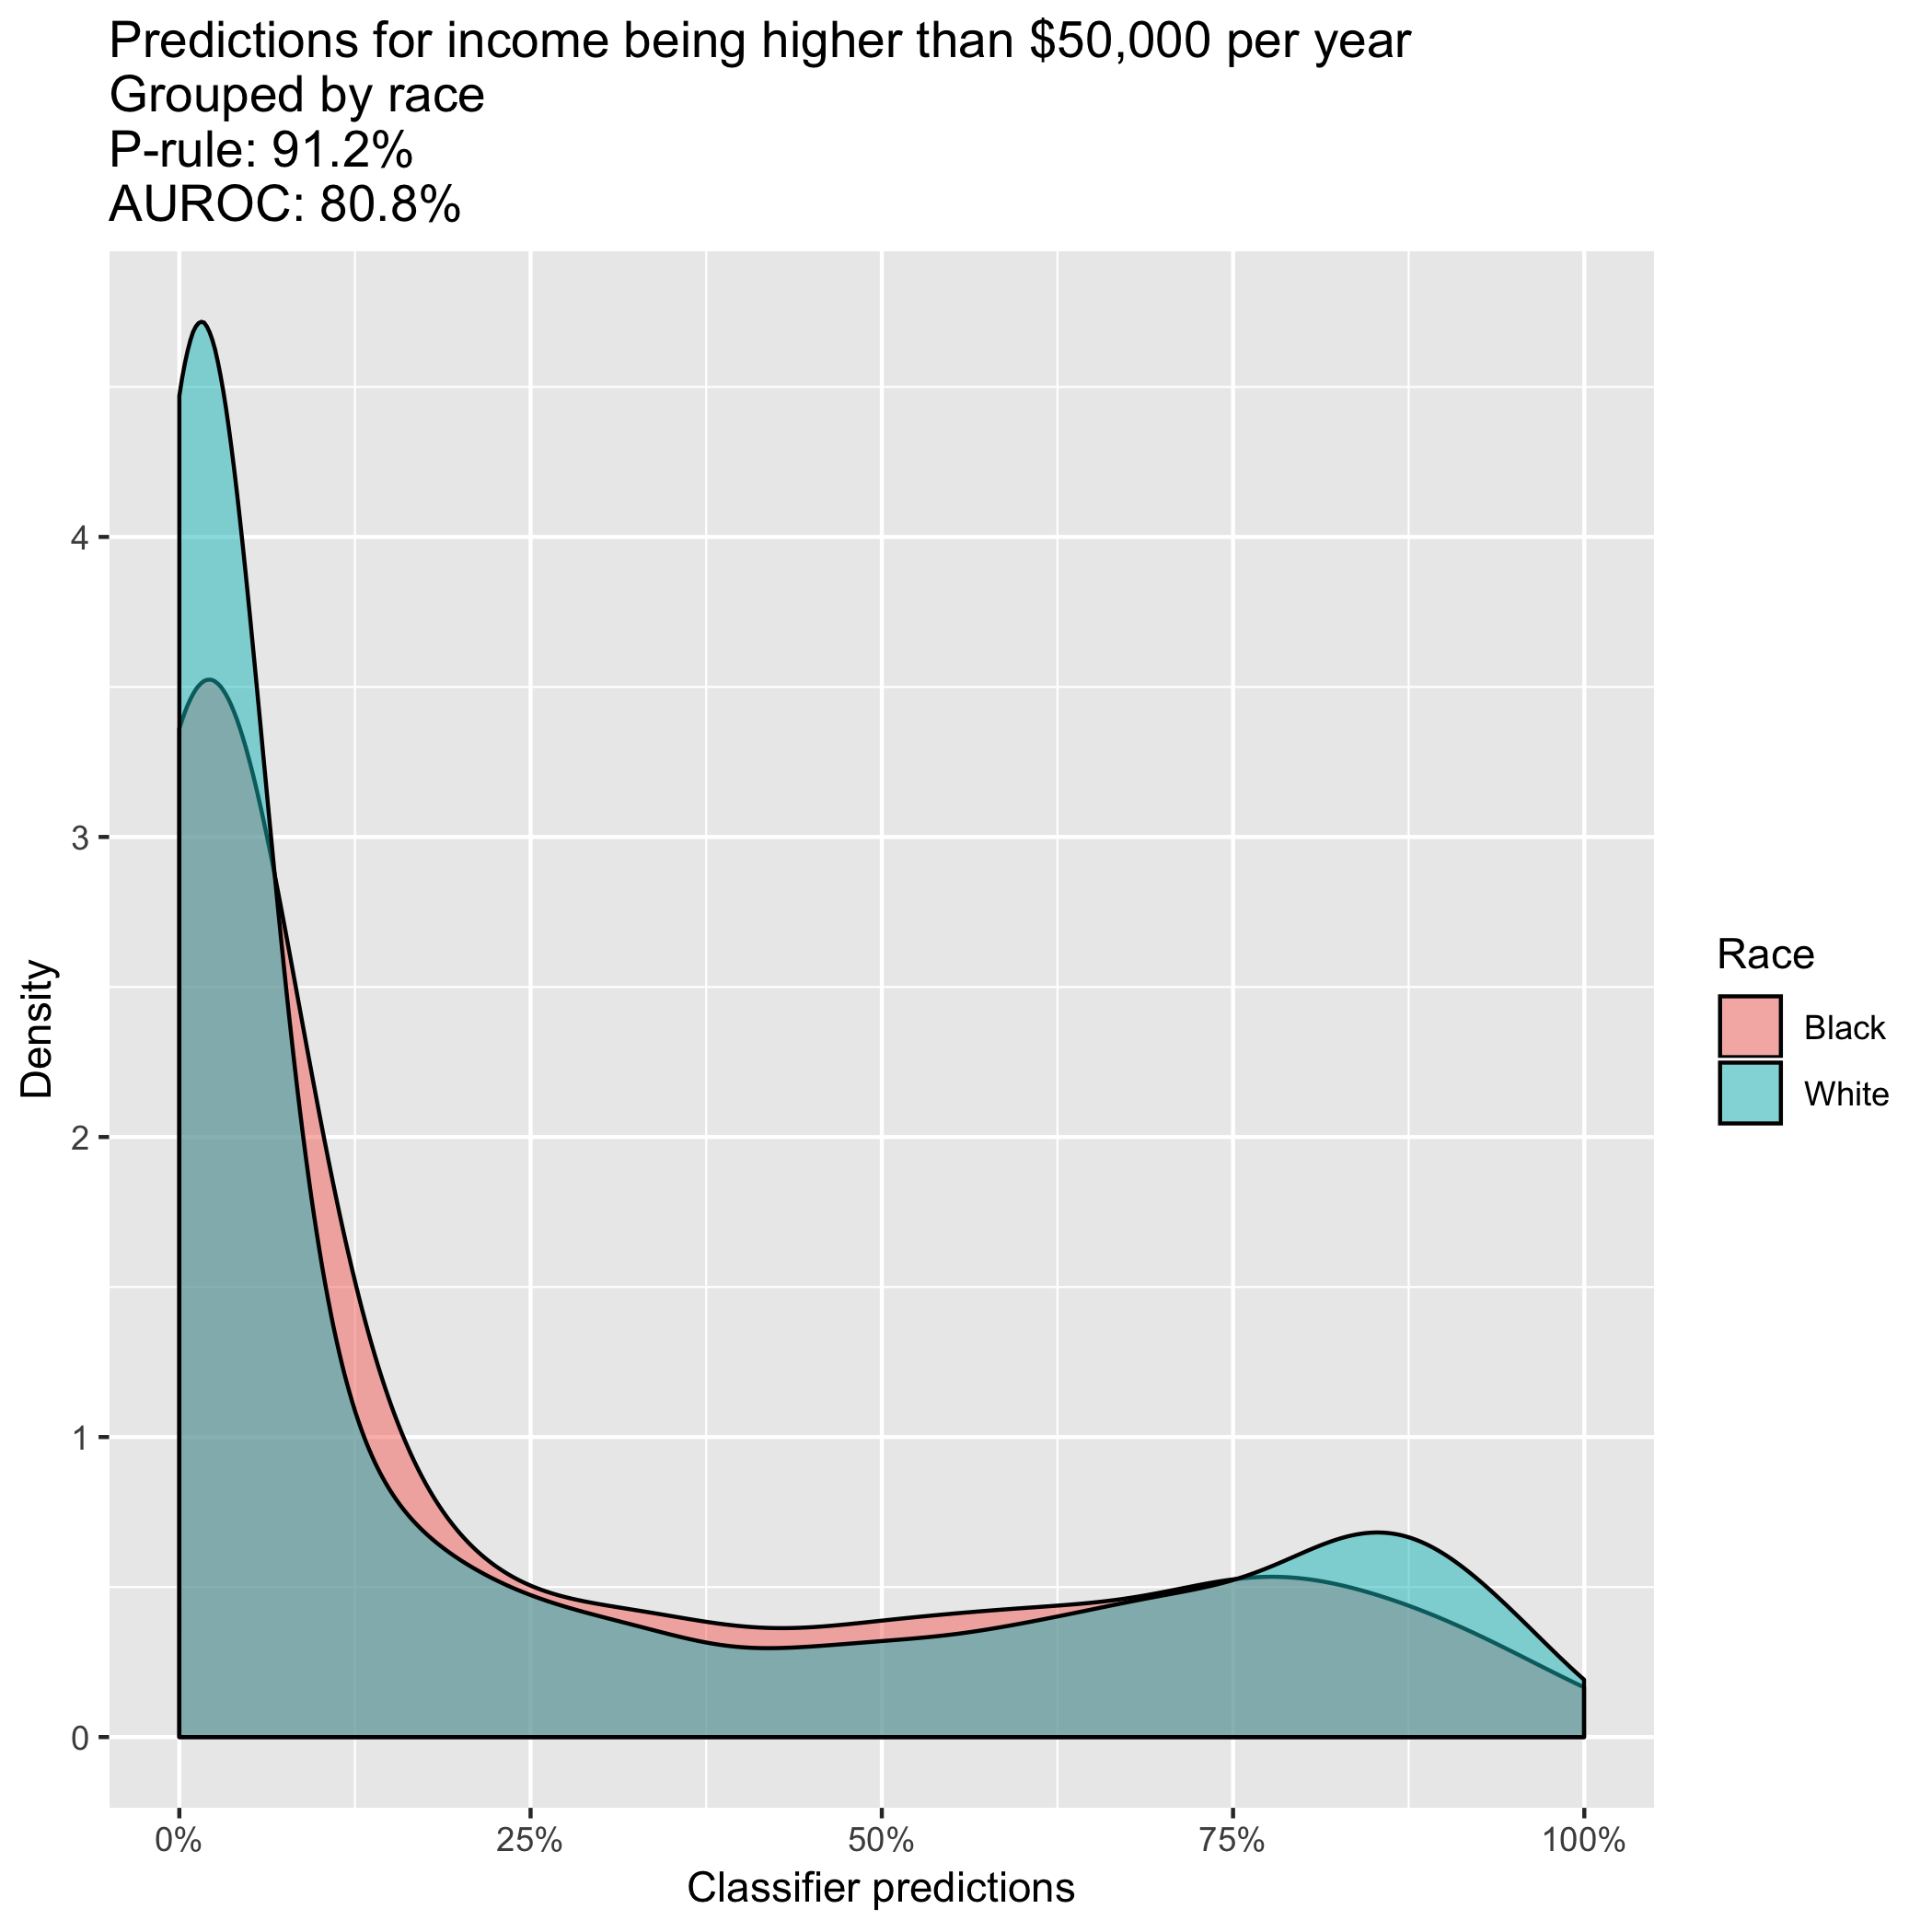 Predictions for income being higher than $50,000 per year
Grouped by race
P-rule: 91.2%
AUROC: 80.8%
4
3
2
1
0
Density
0% 25% 50% 75% 100%
Classifier predictions
Race
Black
White